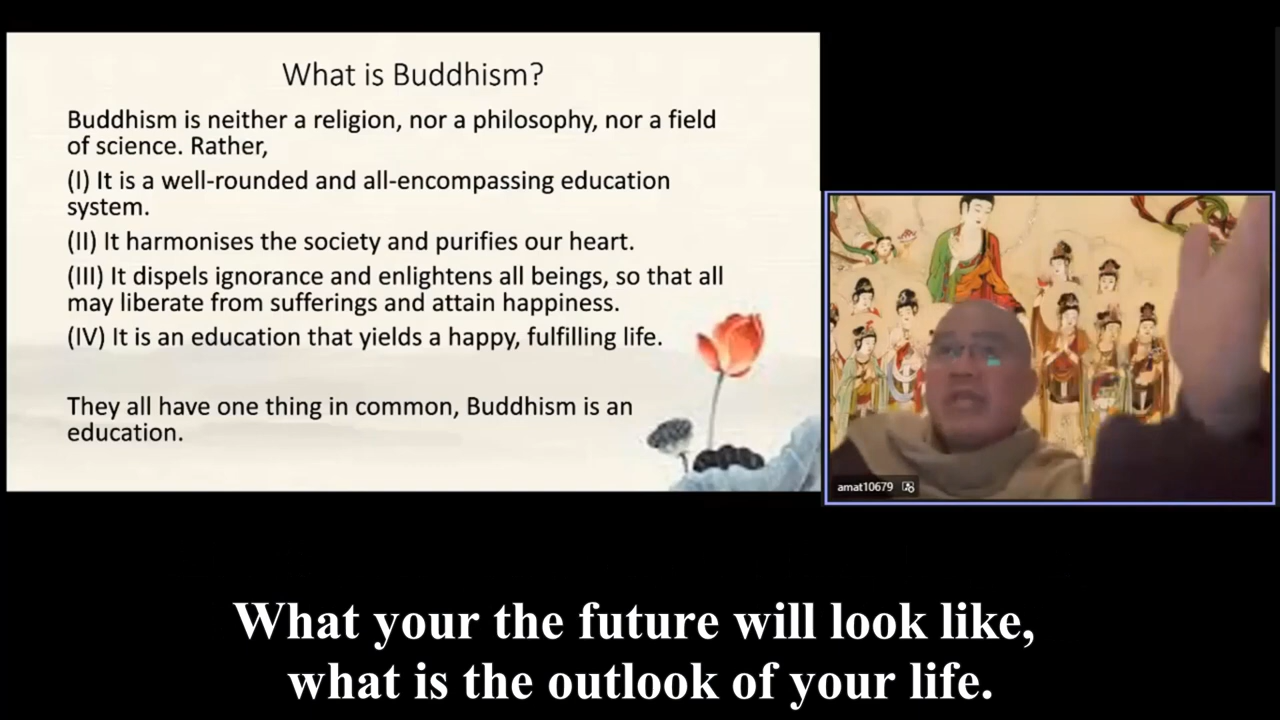 What is Buddhism?
Buddhism is neither a religion, nor a philosophy, nor a field
of science. Rather,
(I) It is a well-rounded and all-encompassing education
system.
(II) It harmonises the society and purifies our heart.
(III) It dispels ignorance and enlightens all beings, so that all
may liberate from sufferings and attain happiness.
(IV) It is an education that yields a happy, fulfilling life.
They all have one thing in common, Buddhism is an
education.
amat10679
What your the future will look like,
what is the outlook of your life.